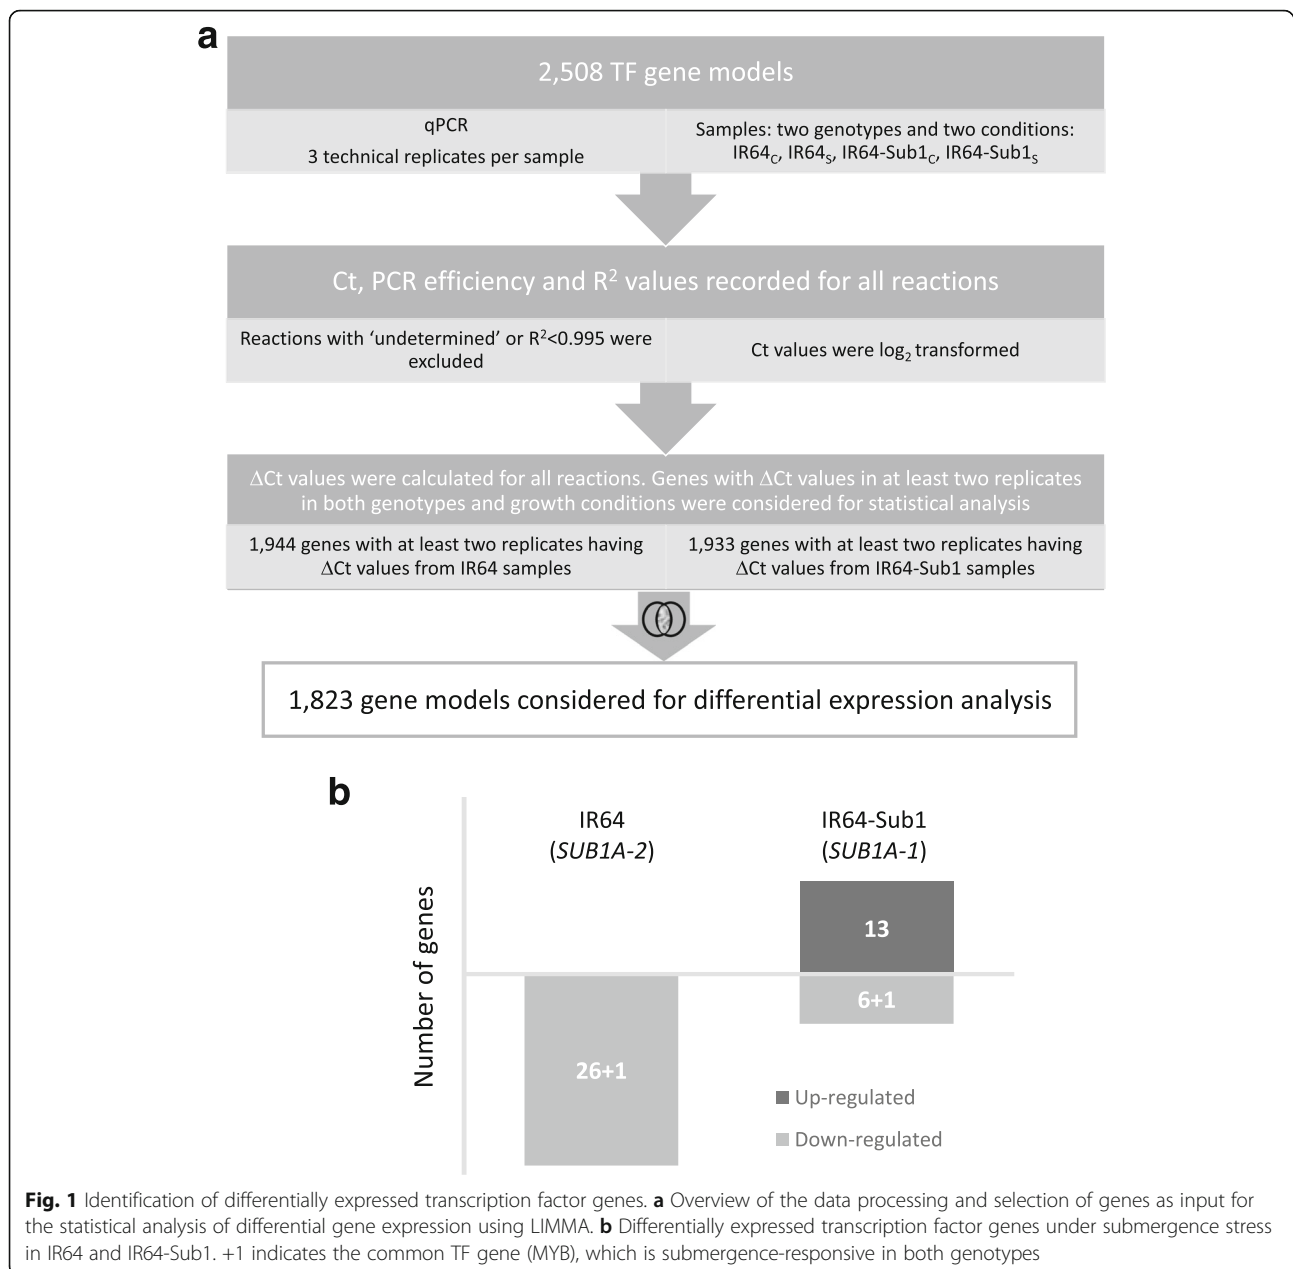 a
2,508 TF gene models
qPCR
3 technical replicates per sample
Samples: two genotypes and two conditions:
IR64C, IR64S, IR64-Sub1C, IR64-Sub1S
Ct, PCR efficiency and R2 values recorded for all reactions
Reactions with ‘undetermined’ or R2<0.995 were
excluded
Ct values were log2 transformed
ΔCt values were calculated for all reactions. Genes with ΔCt values in at least two replicates
in both genotypes and growth conditions were considered for statistical analysis
1,944 genes with at least two replicates having
ΔCt values from IR64 samples
1,933 genes with at least two replicates having
ΔCt values from IR64-Sub1 samples
1,823 gene models considered for differential expression analysis
b
IR64
(SUB1A-2)
IR64-Sub1
(SUB1A-1)
Number of genes
13
6+1
26+1
Up-regulated
Down-regulated
Fig. 1 Identification of differentially expressed transcription factor genes. a Overview of the data processing and selection of genes as input for
the statistical analysis of differential gene expression using LIMMA. b Differentially expressed transcription factor genes under submergence stress
in IR64 and IR64-Sub1. +1 indicates the common TF gene (MYB), which is submergence-responsive in both genotypes